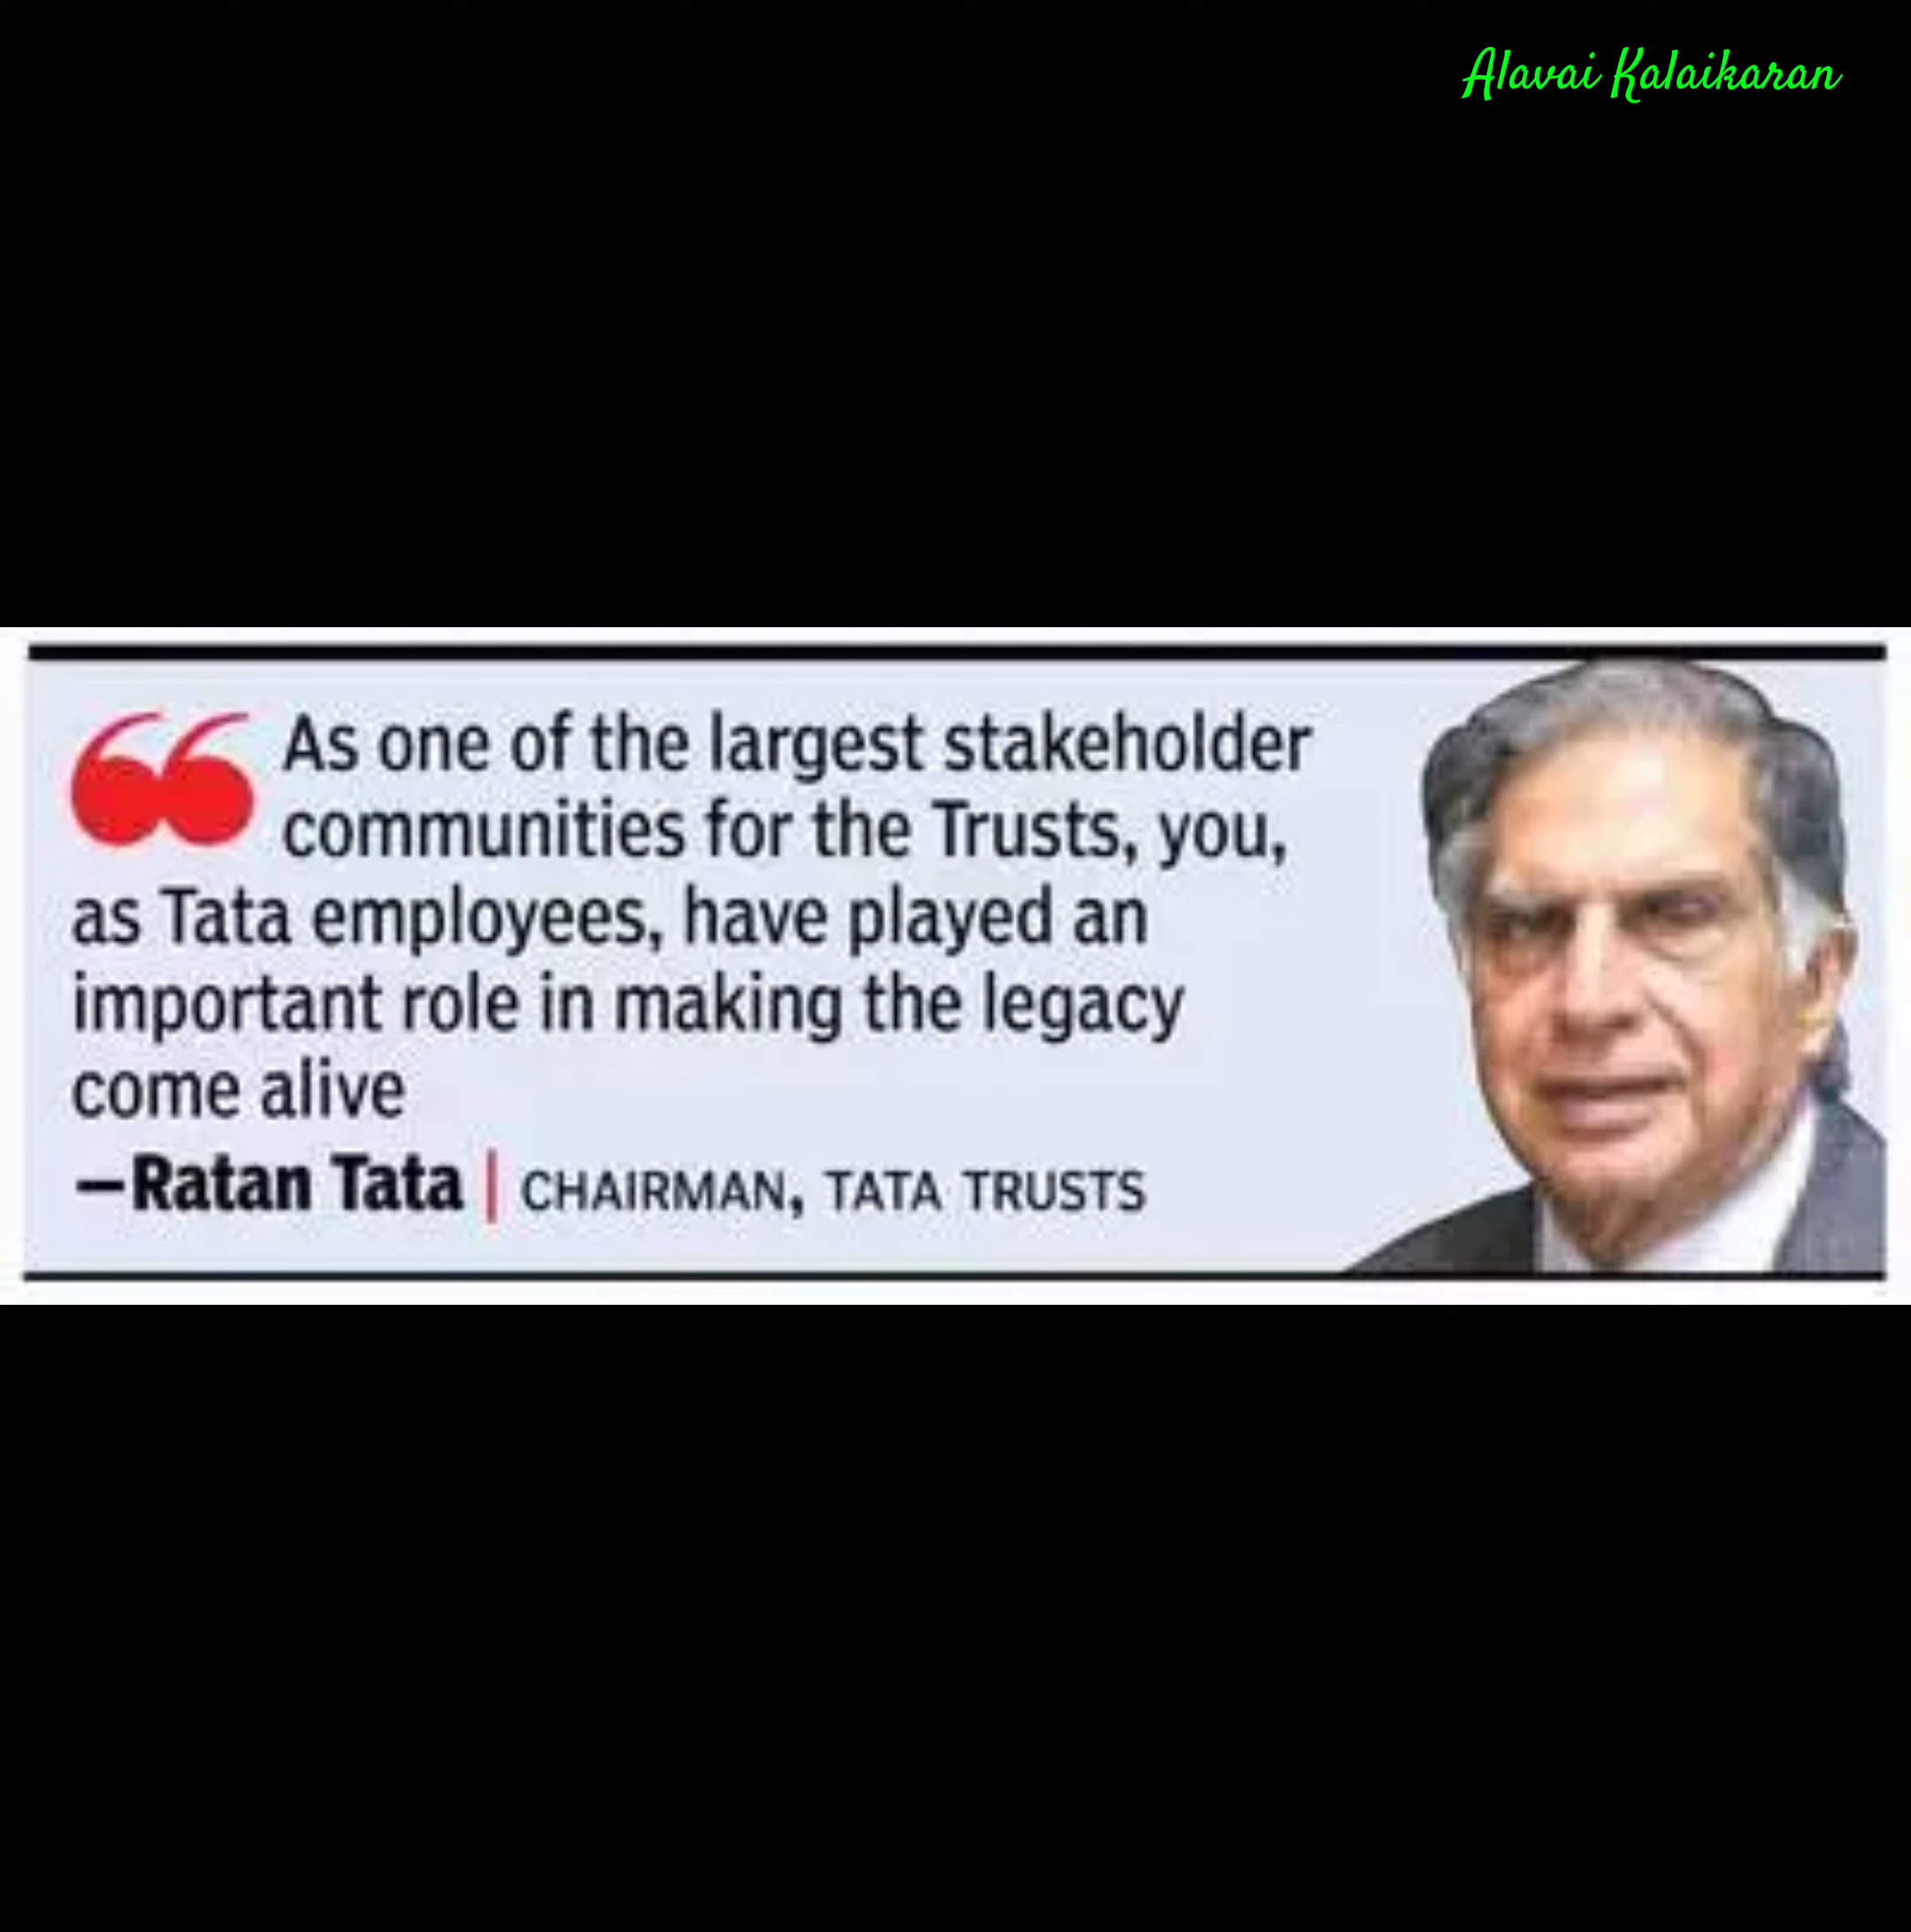 Alavai Kalaikaran
“As one of the largest stakeholder
communities for the Trusts, you,
as Tata employees, have played an
important role in making the legacy
come alive
—Ratan Tata | CHAIRMAN, TATA TRUSTS